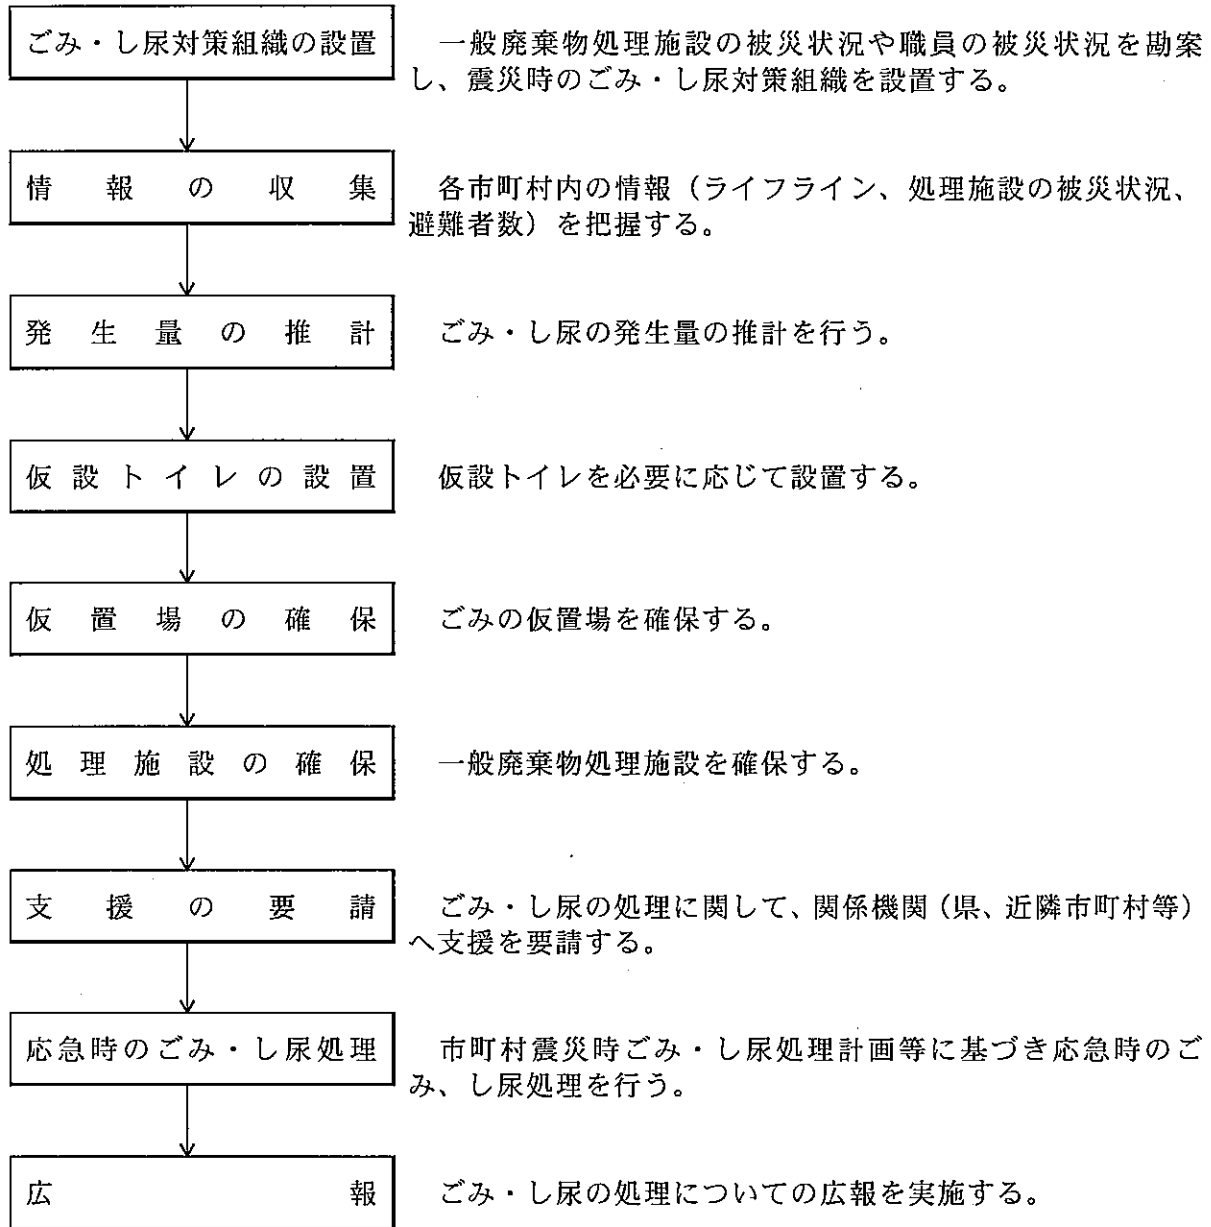 ごみ・し尿対策組織の設置
一般廃棄物処理施設の被災状況や職員の被災状況を勘案
し、震災時のごみ・し尿対策組織を設置する。
情報の収集
各市町村内の情報（ライフライン、処理施設の被災状況、
避難者数）を把握する。
発生量の推計
ごみ・し尿の発生量の推計を行う。
仮設トイレの設置
仮設トイレを必要に応じて設置する。
仮置場の確保
ごみの仮置場を確保する。
処理施設の確保
一般廃棄物処理施設を確保する。
支援の要請
ごみ・し尿の処理に関して、関係機関（県、近隣市町村等）
へ支援を要請する。
応急時のごみ・し尿処理
市町村震災時ごみ・し尿処理計画等に基づき応急時のご
み、し尿処理を行う。
広報
ごみ・し尿の処理についての広報を実施する。